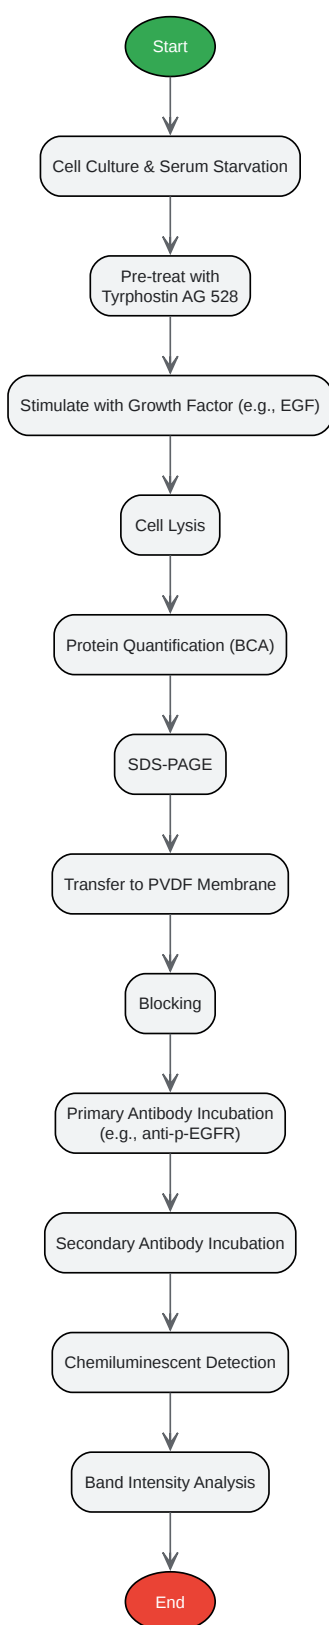 Start
Cell Culture & Serum Starvation
Pre-treat with
Tyrphostin AG 528
Stimulate with Growth Factor (e.g., EGF)
Cell Lysis
Protein Quantification (BCA)
SDS-PAGE
Transfer to PVDF Membrane
Blocking
Primary Antibody Incubation
(e.g., anti-p-EGFR)
Secondary Antibody Incubation
Chemiluminescent Detection
Band Intensity Analysis
End